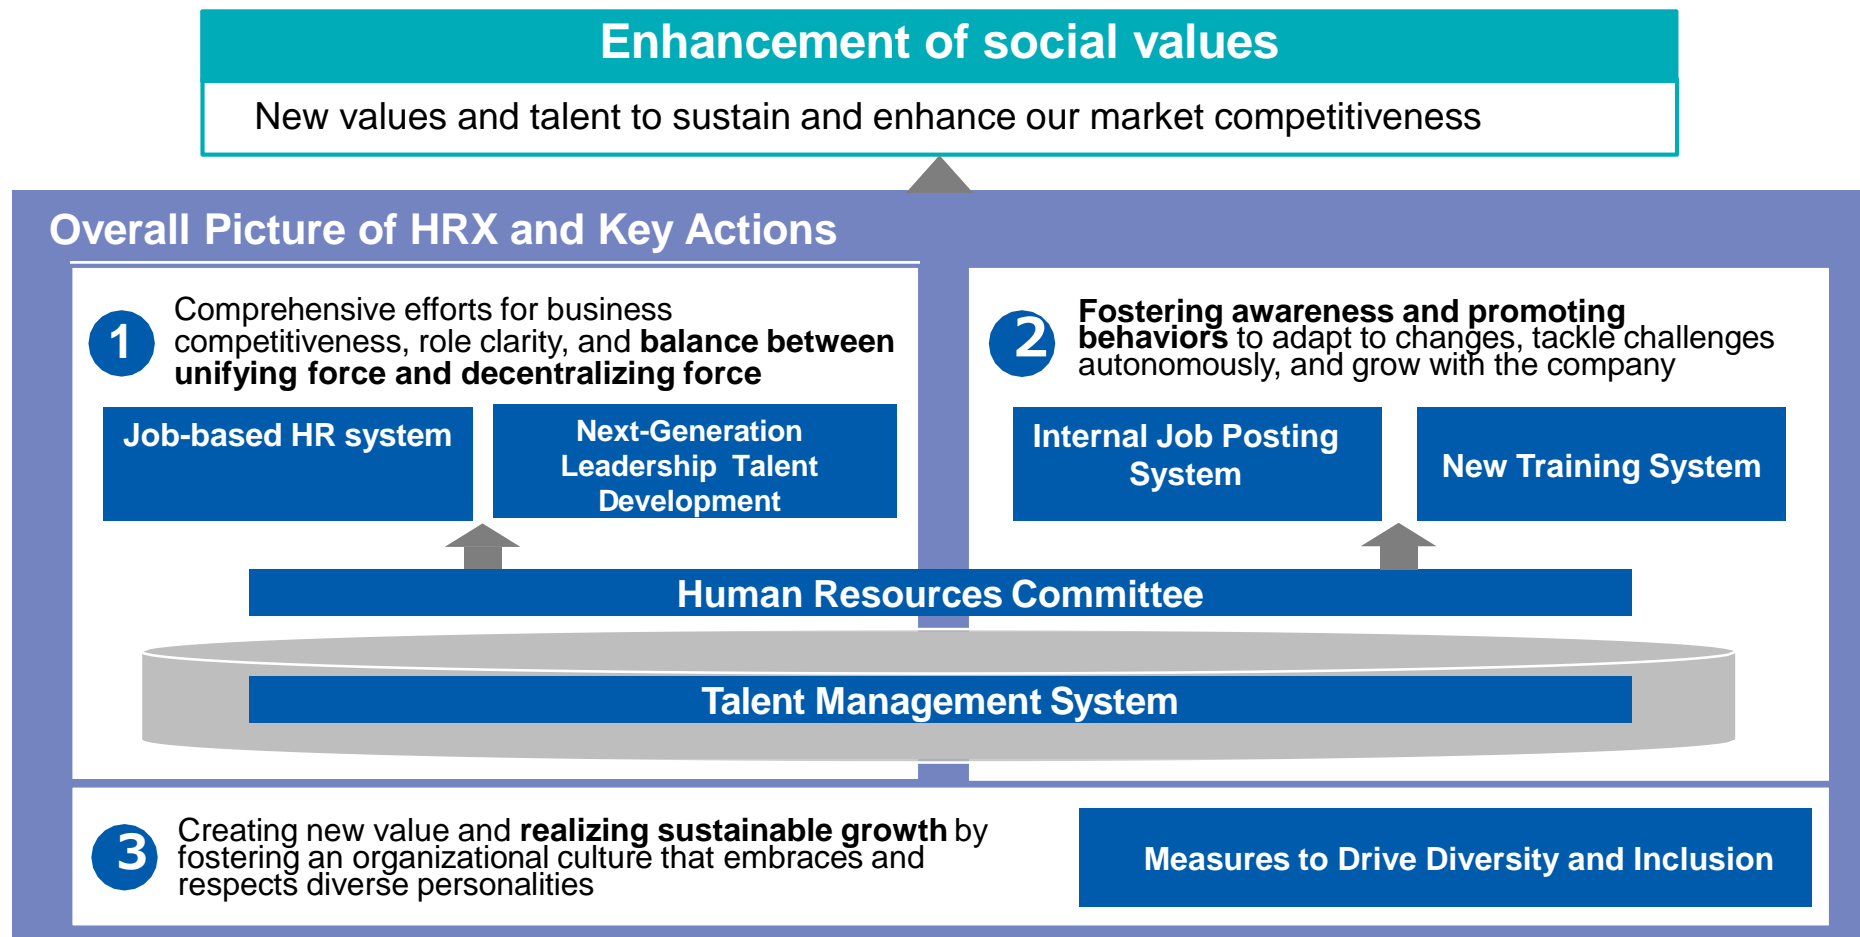 Enhancement of social values
New values and talent to sustain and enhance our market competitiveness
Overall Picture of HRX and Key Actions
1
Comprehensive efforts for business
competitiveness, role clarity, and balance between
unifying force and decentralizing force
Job-based HR system
Next-Generation
Leadership Talent
Development
2
Fostering awareness and promoting
behaviors to adapt to changes, tackle challenges
autonomously, and grow with the company
Internal Job Posting
System
New Training System
Human Resources Committee
Talent Management System
3
Creating new value and realizing sustainable growth by
fostering an organizational culture that embraces and
respects diverse personalities
Measures to Drive Diversity and Inclusion